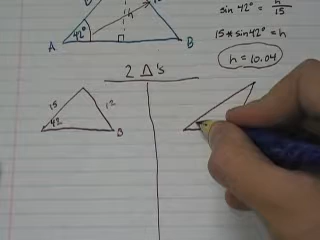 sin 42° = h/15
15 * sin 42° = h
h = 10.04
h
42°
A
B
2 Δ's
15
12
42
B